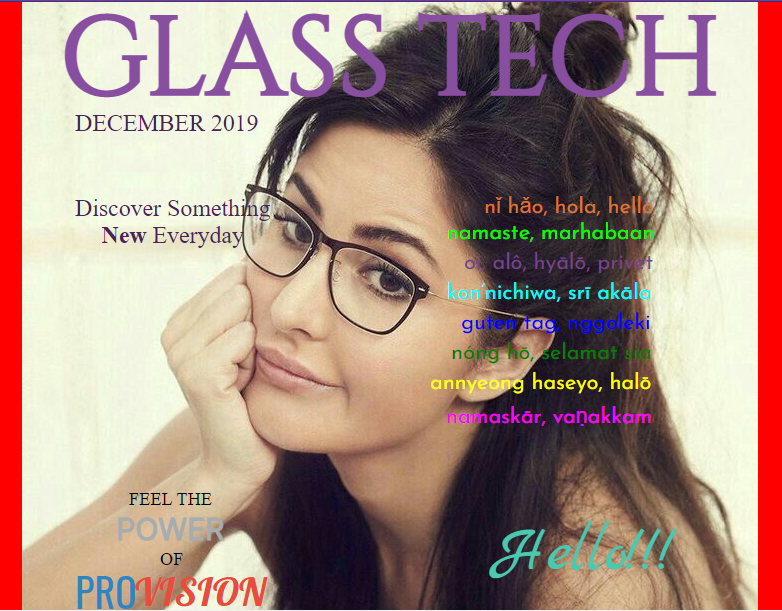 GLASS TECH
DECEMBER 2019
Discover Something
New Everyday
nǐ hǎo, hola, hello
namaste, marhabaan
oi, alô, hyālō, privet
kon'nichiwa, srī akāla
guten tag, nggoleki
nóng hō, selamat sia
annyeong haseyo, halō
namaskār, vaṇakkam
FEEL THE
POWER
OF
PROVISION
Hello!!!